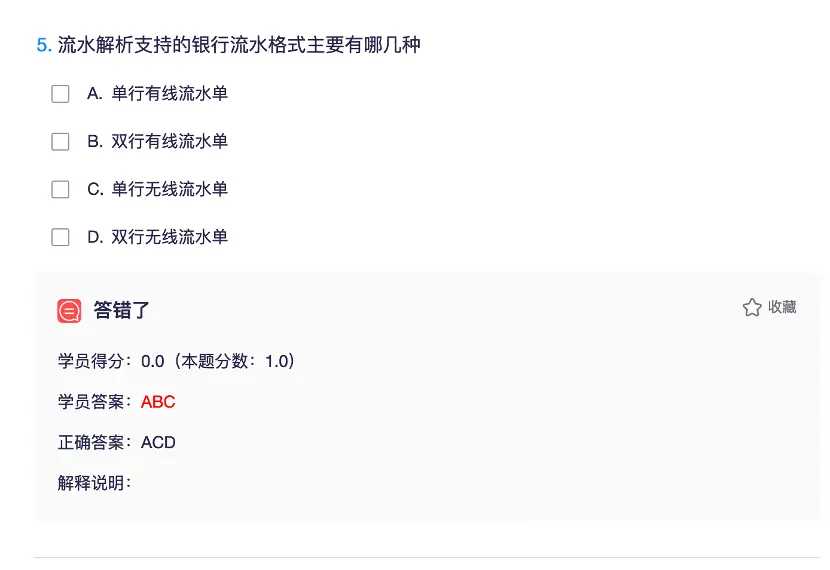 5. 流水解析支持的银行流水格式主要有哪几种
A. 单行有线流水单
B. 双行有线流水单
C. 单行无线流水单
D. 双行无线流水单
答错了
收藏
学员得分：0.0（本题分数：1.0）
学员答案：ABC
正确答案：ACD
解释说明：